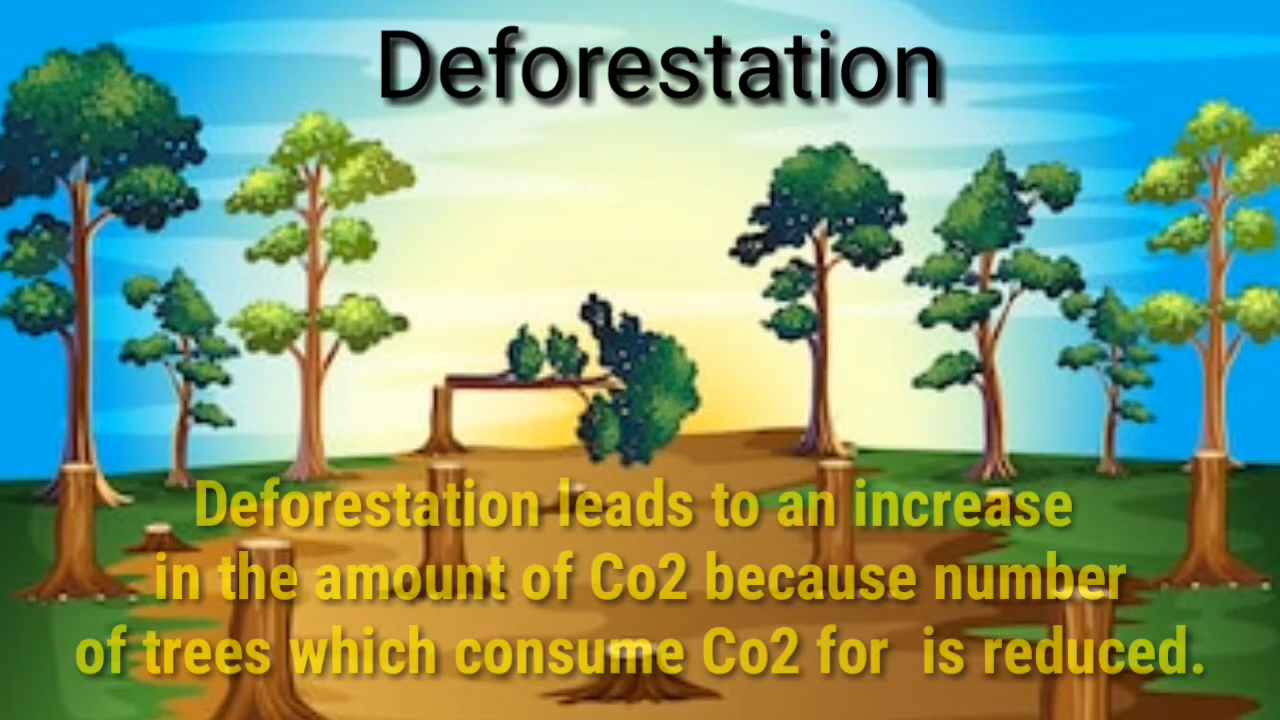 Deforestation
Deforestation leads to an increase
in the amount of Co2 because number
of trees which consume Co2 for  is reduced.